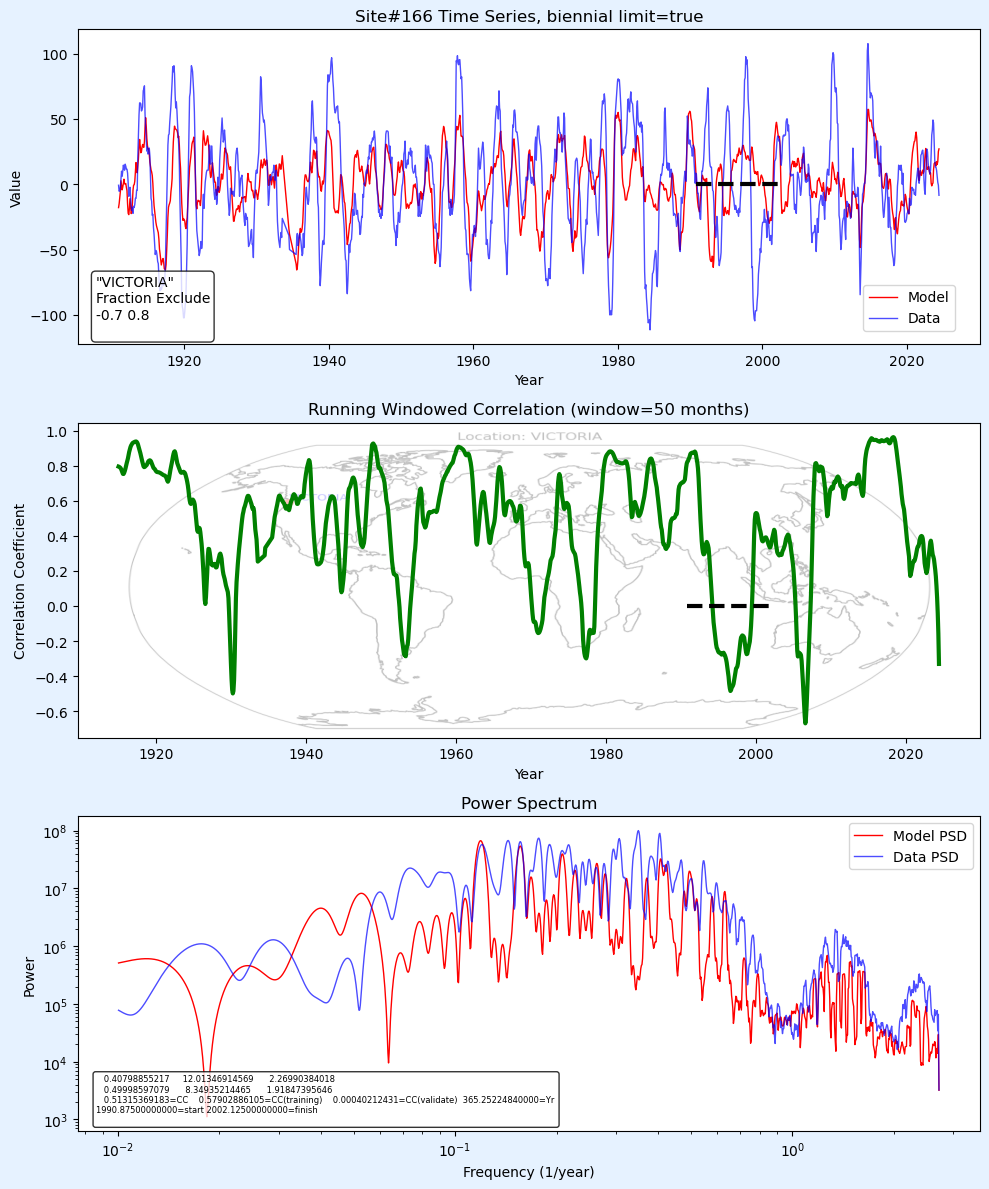 Site#166 Time Series, biennial limit=true
100
50
0
−50
−100
Value
"VICTORIA"
Fraction Exclude
-0.7 0.8
Model
Data
1920
1940
1960
1980
2000
2020
Year
Running Windowed Correlation (window=50 months)
Location: VICTORIA
1.0
0.8
0.6
0.4
0.2
0.0
−0.2
−0.4
−0.6
Correlation Coefficient
1920
1940
1960
1980
2000
2020
Year
Power Spectrum
10^8
10^7
10^6
10^5
10^4
10^3
Power
Model PSD
Data PSD
0.40798855217 12.01346914569 2.26990384018
0.49998597079 8.34935214465 1.91847395646
0.51315369183=CC 0.57902886105=CC(training) 0.00040212431=CC(validate) 365.25224840000=Yr
1990.87500000000=start 2002.12500000000=finish
10^−2
10^−1
10^0
Frequency (1/year)